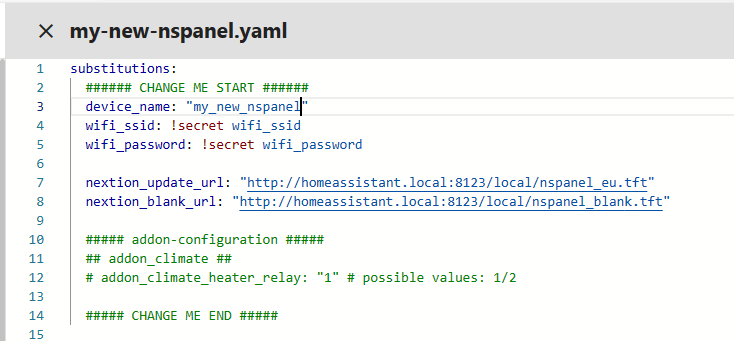 × my-new-nspanel.yaml
1 substitutions:
2 ###### CHANGE ME START ######
3 device_name: "my_new_nspanel"
4 wifi_ssid: !secret wifi_ssid
5 wifi_password: !secret wifi_password
6
7 nextion_update_url: "http://homeassistant.local:8123/local/nspanel_eu.tft"
8 nextion_blank_url: "http://homeassistant.local:8123/local/nspanel_blank.tft"
9
10 ##### addon-configuration #####
11 ## addon_climate ##
12 # addon_climate_heater_relay: "1" # possible values: 1/2
13
14 ##### CHANGE ME END #####
15